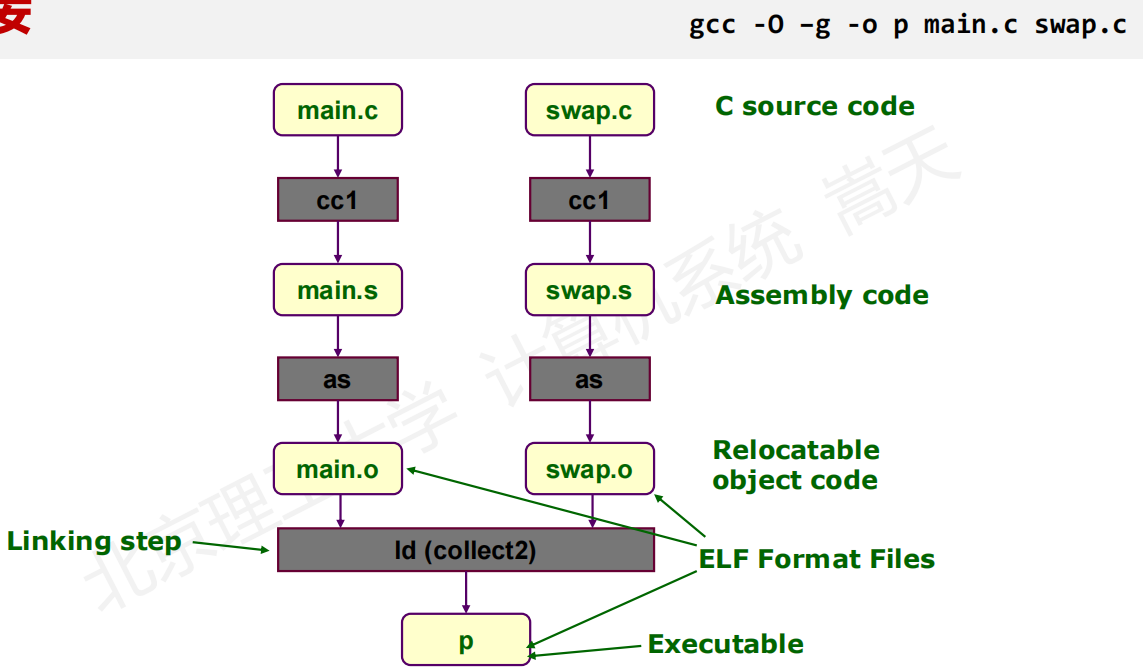 要
gcc -O –g -o p main.c swap.c
main.c
swap.c
C source code
cc1
cc1
main.s
swap.s
Assembly code
as
as
main.o
swap.o
Relocatable
object code
Linking step
ld (collect2)
ELF Format Files
p
Executable
北京理工大学 计算机系统 嵩天